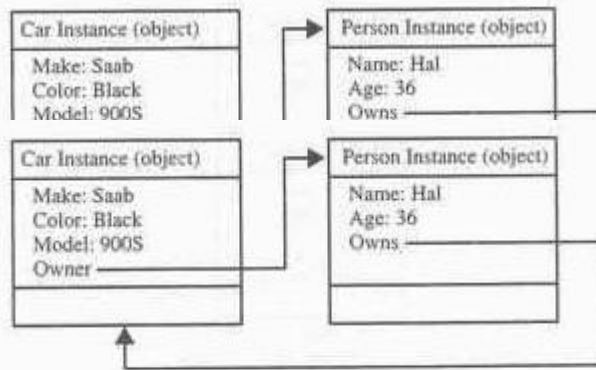 Car Instance (object)
Make: Saab
Color: Black
Model: 900S
Person Instance (object)
Name: Hal
Age: 36
Owns
Car Instance (object)
Make: Saab
Color: Black
Model: 900S
Owner
Person Instance (object)
Name: Hal
Age: 36
Owns